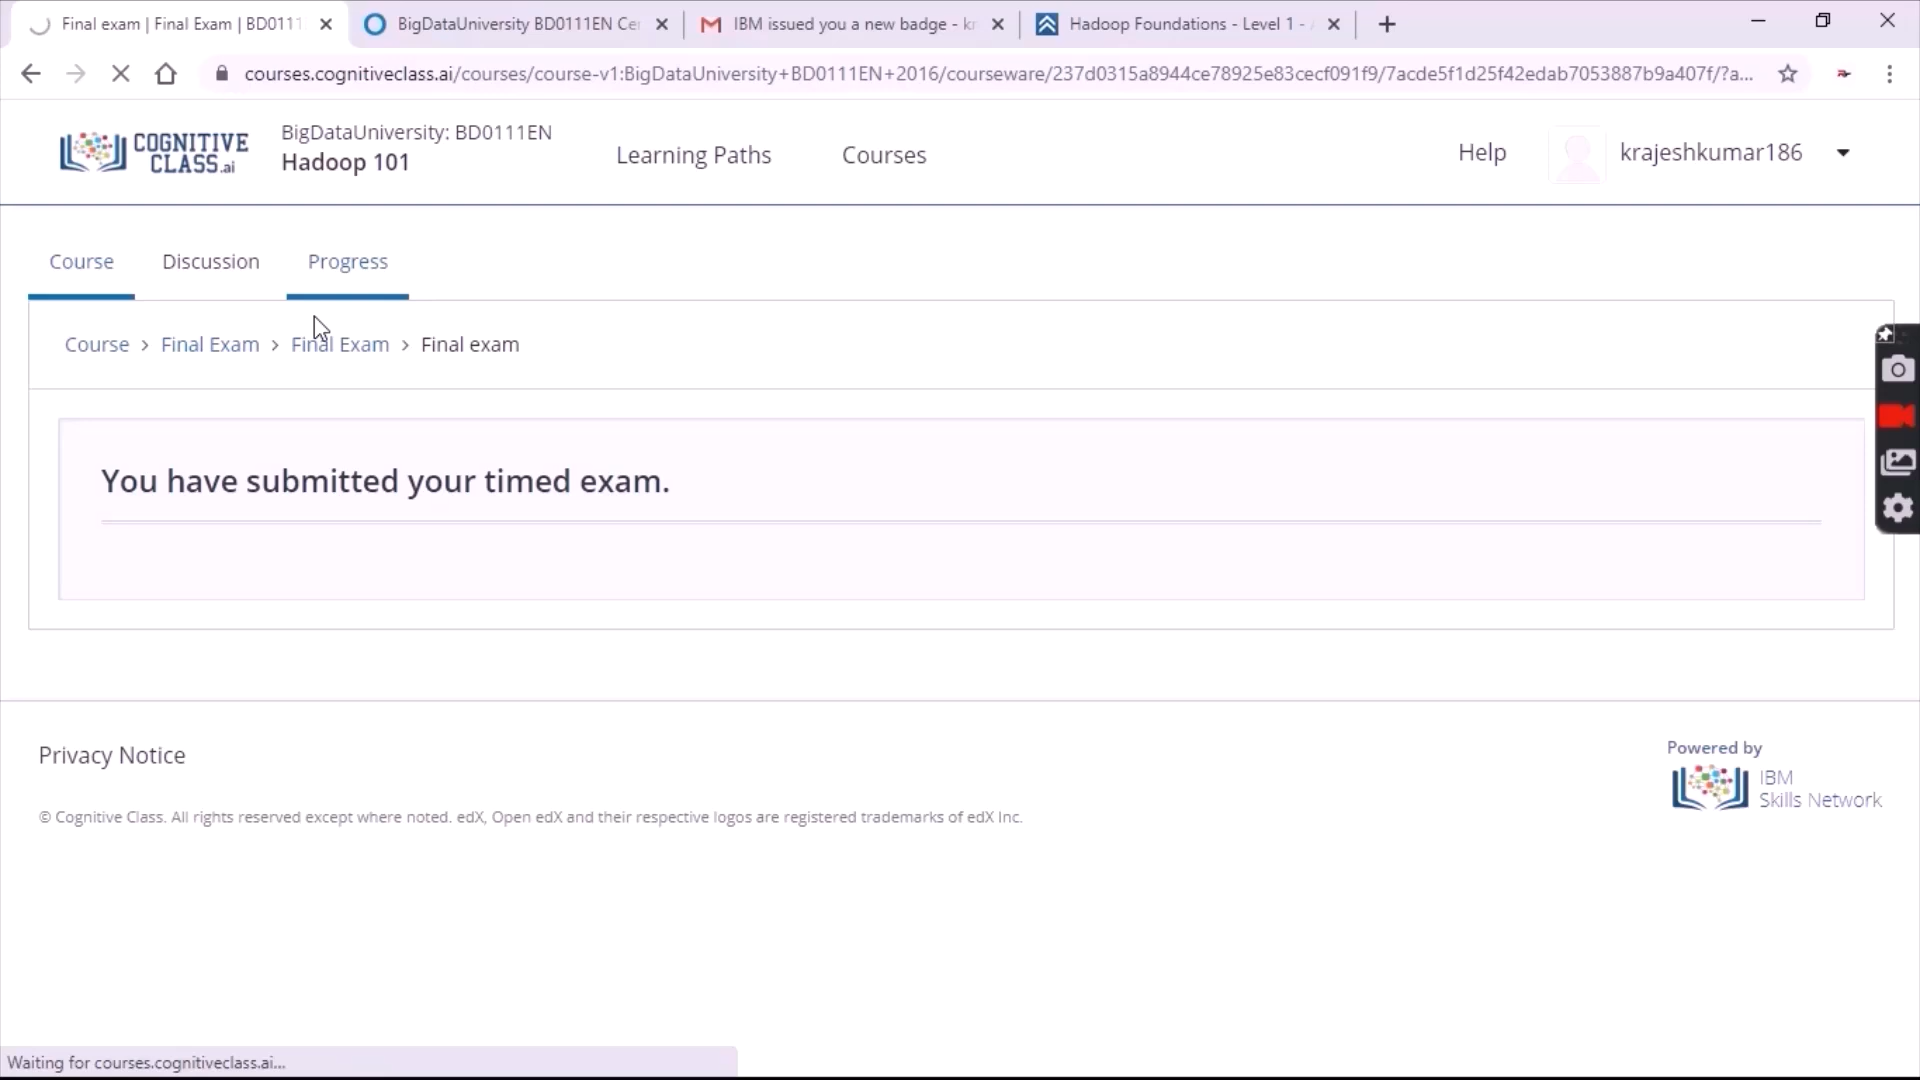 Final exam | Final Exam | BD0111
BigDataUniversity BD0111EN Cer
IBM issued you a new badge - kr
Hadoop Foundations - Level 1 -
courses.cognitiveclass.ai/courses/course-v1:BigDataUniversity+BD0111EN+2016/courseware/237d0315a8944ce78925e83cecf091f9/7acde5f1d25f42edab7053887b9a407f/?a...
COGNITIVE
CLASS.ai
BigDataUniversity: BD0111EN
Hadoop 101
Learning Paths
Courses
Help
krajeshkumar186
Course
Discussion
Progress
Course > Final Exam > Final Exam > Final exam
You have submitted your timed exam.
Privacy Notice
Powered by
IBM
Skills Network
© Cognitive Class. All rights reserved except where noted. edX, Open edX and their respective logos are registered trademarks of edX Inc.
Waiting for courses.cognitiveclass.ai...